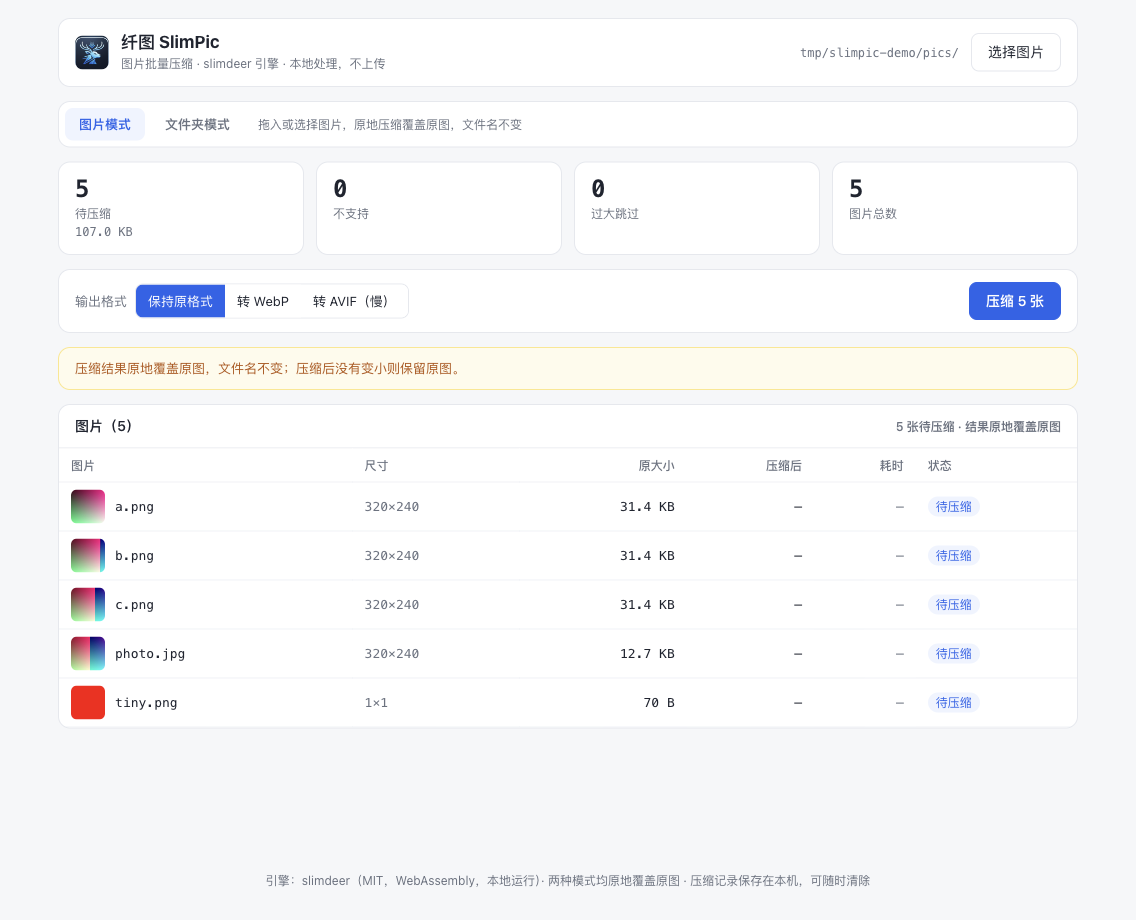 纤图 SlimPic
图片批量压缩 · slimdeer 引擎 · 本地处理，不上传
tmp/slimpic-demo/pics/
选择图片
图片模式 文件夹模式 拖入或选择图片，原地压缩覆盖原图，文件名不变
5
待压缩
107.0 KB
0
不支持
0
过大跳过
5
图片总数
输出格式 保持原格式 转 WebP 转 AVIF（慢） 压缩 5 张
压缩结果原地覆盖原图，文件名不变；压缩后没有变小则保留原图。
图片（5） 5 张待压缩 · 结果原地覆盖原图
图片 尺寸 原大小 压缩后 耗时 状态
a.png 320×240 31.4 KB — — 待压缩
b.png 320×240 31.4 KB — — 待压缩
c.png 320×240 31.4 KB — — 待压缩
photo.jpg 320×240 12.7 KB — — 待压缩
tiny.png 1×1 70 B — — 待压缩
引擎：slimdeer（MIT，WebAssembly，本地运行）· 两种模式均原地覆盖原图 · 压缩记录保存在本机，可随时清除